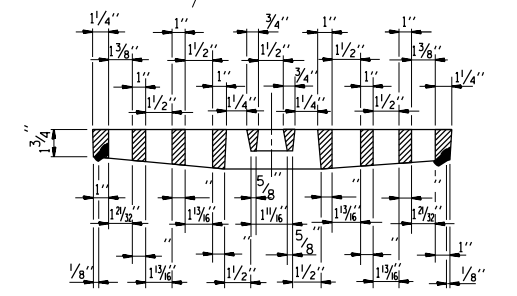 1 1/4″ 1″ 3/4″ 1″ 1″
1 3/8″ 1 1/2″ 1 1/2″ 1 1/2″ 1 3/8″
1″ 1″ 3/4″ 1″ 1″ 1 1/4″
1 1/2″ 1 1/4″ 1 1/4″ 1 1/2″
1 3/4″
1″ ″ 5/8″ ″ ″
1 21/32″ 1 13/16″ 1 11/16″ 1 13/16″ 1 21/32″
″ ″ 5/8″ ″ ″ 1″
1/8″ 1 13/16″ 1 1/2″ 1 1/2″ 1 13/16″ 1/8″